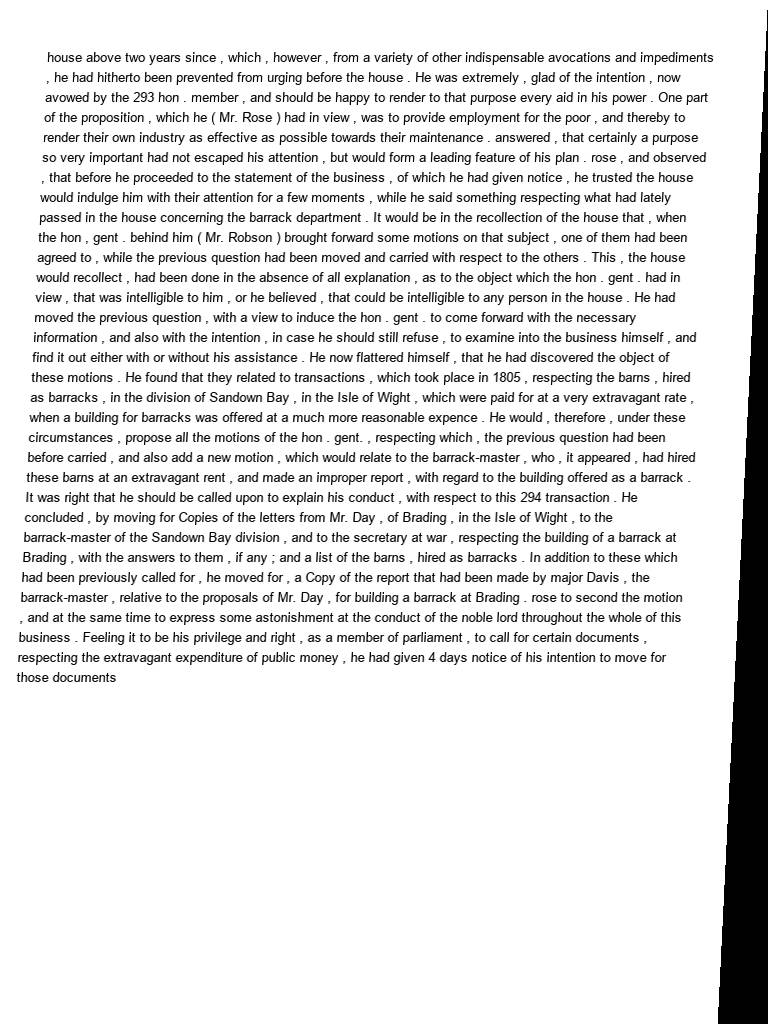 house above two years since , which , however , from a variety of other indispensable avocations and impediments
, he had hitherto been prevented from urging before the house . He was extremely , glad of the intention , now
avowed by the 293 hon . member , and should be happy to render to that purpose every aid in his power . One part
of the proposition , which he ( Mr. Rose ) had in view , was to provide employment for the poor , and thereby to
render their own industry as effective as possible towards their maintenance . answered , that certainly a purpose
so very important had not escaped his attention , but would form a leading feature of his plan . rose , and observed
, that before he proceeded to the statement of the business , of which he had given notice , he trusted the house
would indulge him with their attention for a few moments , while he said something respecting what had lately
passed in the house concerning the barrack department . It would be in the recollection of the house that , when
the hon , gent . behind him ( Mr. Robson ) brought forward some motions on that subject , one of them had been
agreed to , while the previous question had been moved and carried with respect to the others . This , the house
would recollect , had been done in the absence of all explanation , as to the object which the hon . gent . had in
view , that was intelligible to him , or he believed , that could be intelligible to any person in the house . He had
moved the previous question , with a view to induce the hon . gent . to come forward with the necessary
information , and also with the intention , in case he should still refuse , to examine into the business himself , and
find it out either with or without his assistance . He now flattered himself , that he had discovered the object of
these motions . He found that they related to transactions , which took place in 1805 , respecting the barns , hired
as barracks , in the division of Sandown Bay , in the Isle of Wight , which were paid for at a very extravagant rate ,
when a building for barracks was offered at a much more reasonable expence . He would , therefore , under these
circumstances , propose all the motions of the hon . gent. , respecting which , the previous question had been
before carried , and also add a new motion , which would relate to the barrack-master , who , it appeared , had hired
these barns at an extravagant rent , and made an improper report , with regard to the building offered as a barrack .
It was right that he should be called upon to explain his conduct , with respect to this 294 transaction . He
concluded , by moving for Copies of the letters from Mr. Day , of Brading , in the Isle of Wight , to the
barrack-master of the Sandown Bay division , and to the secretary at war , respecting the building of a barrack at
Brading , with the answers to them , if any ; and a list of the barns , hired as barracks . In addition to these which
had been previously called for , he moved for , a Copy of the report that had been made by major Davis , the
barrack-master , relative to the proposals of Mr. Day , for building a barrack at Brading . rose to second the motion
, and at the same time to express some astonishment at the conduct of the noble lord throughout the whole of this
business . Feeling it to be his privilege and right , as a member of parliament , to call for certain documents ,
respecting the extravagant expenditure of public money , he had given 4 days notice of his intention to move for
those documents